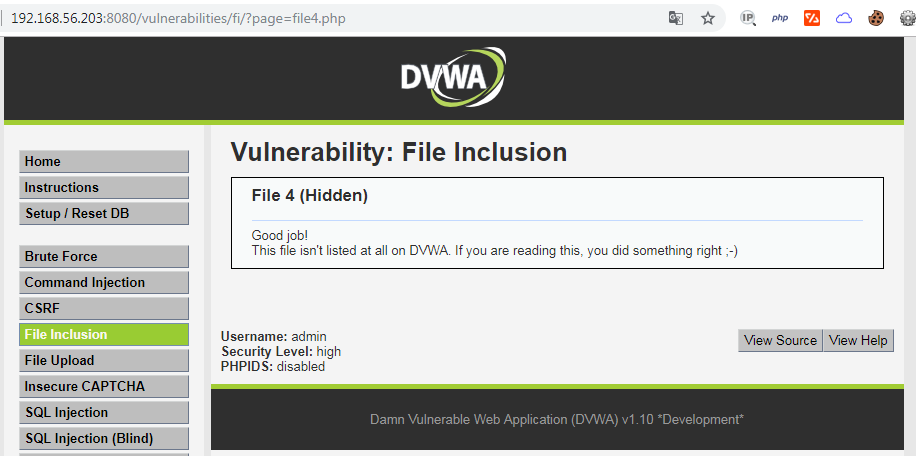 192.168.56.203:8080/vulnerabilities/fi/?page=file4.php
IP
php
DVWA
Home
Instructions
Setup / Reset DB
Brute Force
Command Injection
CSRF
File Inclusion
File Upload
Insecure CAPTCHA
SQL Injection
SQL Injection (Blind)
Vulnerability: File Inclusion
File 4 (Hidden)
Good job!
This file isn't listed at all on DVWA. If you are reading this, you did something right ;-)
Username: admin
Security Level: high
PHPIDS: disabled
View Source View Help
Damn Vulnerable Web Application (DVWA) v1.10 *Development*